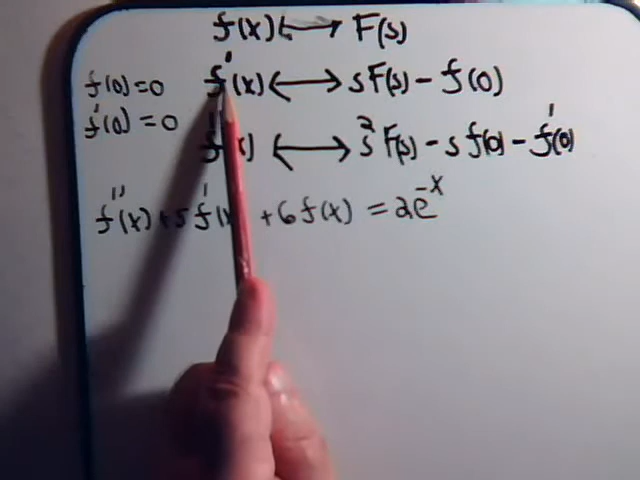 f(x) ⟷ F(s)
f(0)=0 f'(x) ⟷ sF(s) - f(0)
f'(0)=0 f''(x) ⟷ s²F(s) - sf(0) - f'(0)
f''(x)+5f'(x)+6f(x) = 2e^{-x}